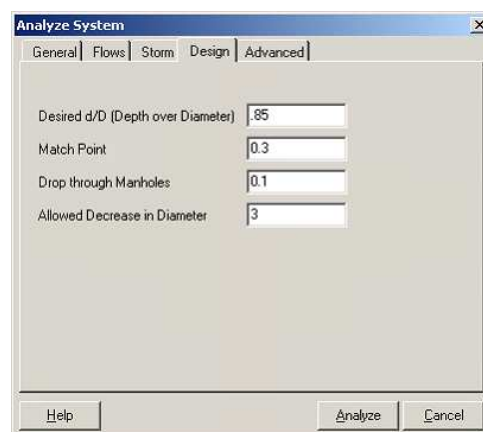 Analyze System
General Flows Storm Design Advanced
Desired d/D (Depth over Diameter) .85
Match Point 0.3
Drop through Manholes 0.1
Allowed Decrease in Diameter 3
Help Analyze Cancel